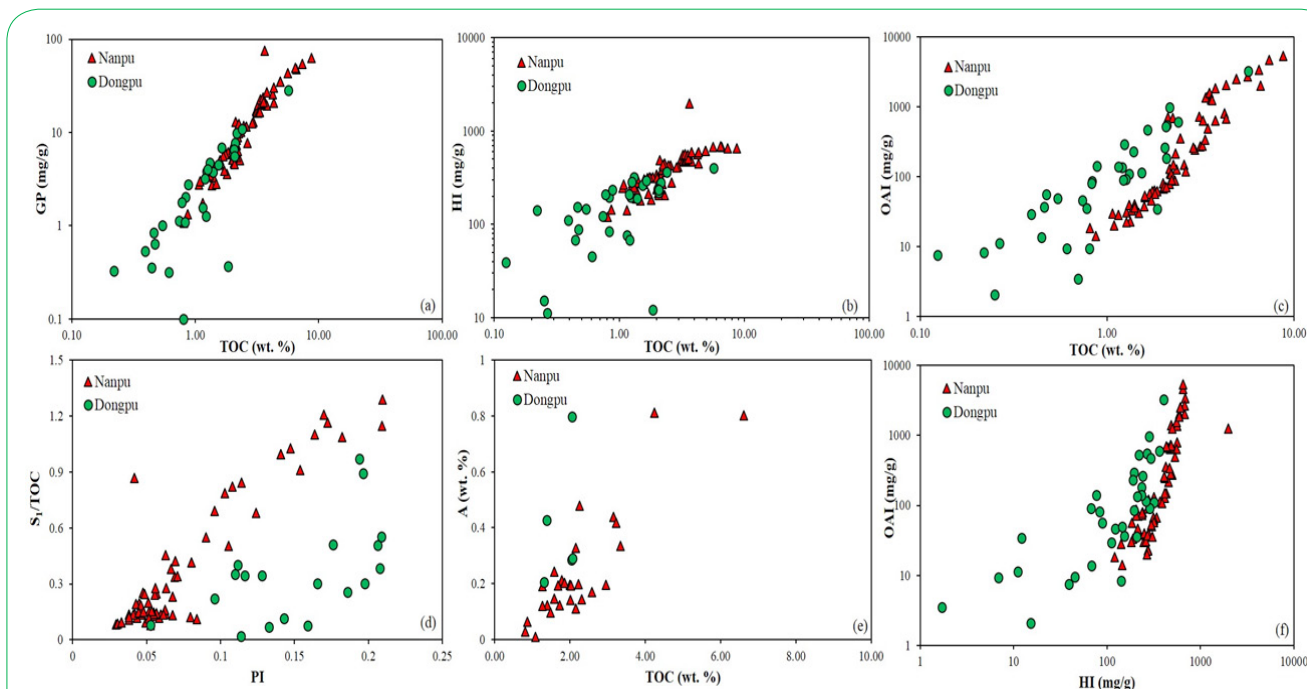 GP (mg/g)
100
10
1
0.1
Nanpu
Dongpu
(a)
0.10
1.00
10.00
100.00
TOC (wt. %)
HI (mg/g)
10000
1000
100
10
Nanpu
Dongpu
(b)
0.10
1.00
10.00
100.00
TOC (wt. %)
OAI (mg/g)
10000
1000
100
10
1
Nanpu
Dongpu
(c)
0.10
1.00
10.00
TOC (wt. %)
S1/TOC
1.5
1.2
0.9
0.6
0.3
0
Nanpu
Dongpu
(d)
0
0.05
0.1
0.15
0.2
0.25
PI
A (wt. %)
1
0.8
0.6
0.4
0.2
0
Nanpu
Dongpu
(e)
0.00
2.00
4.00
6.00
8.00
10.00
TOC (wt. %)
OAI (mg/g)
10000
1000
100
10
1
Nanpu
Dongpu
(f)
1
10
100
1000
10000
HI (mg/g)